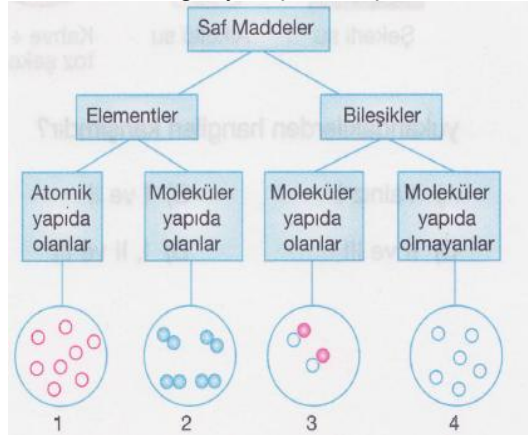 Saf Maddeler
Elementler
Bileşikler
Atomik
yapıda
olanlar
Moleküler
yapıda
olanlar
Moleküler
yapıda
olanlar
Moleküler
yapıda
olmayanlar
1
2
3
4